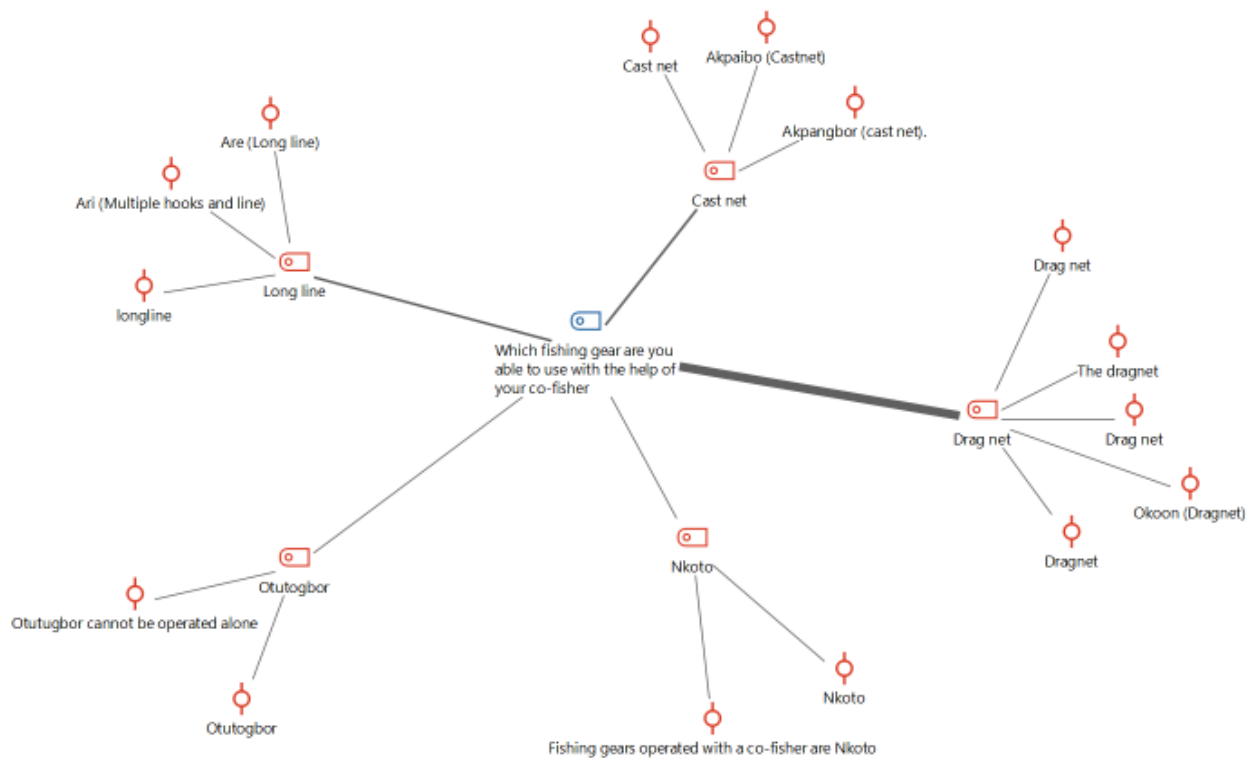 Cast net
Akpaibo (Castnet)
Akpangbor (cast net).
Cast net
Are (Long line)
Ari (Multiple hooks and line)
longline
Long line
Which fishing gear are you
able to use with the help of
your co-fisher
Drag net
The dragnet
Drag net
Drag net
Okoon (Dragnet)
Dragnet
Otutogbor
Otutugbor cannot be operated alone
Otutogbor
Nkoto
Nkoto
Fishing gears operated with a co-fisher are Nkoto